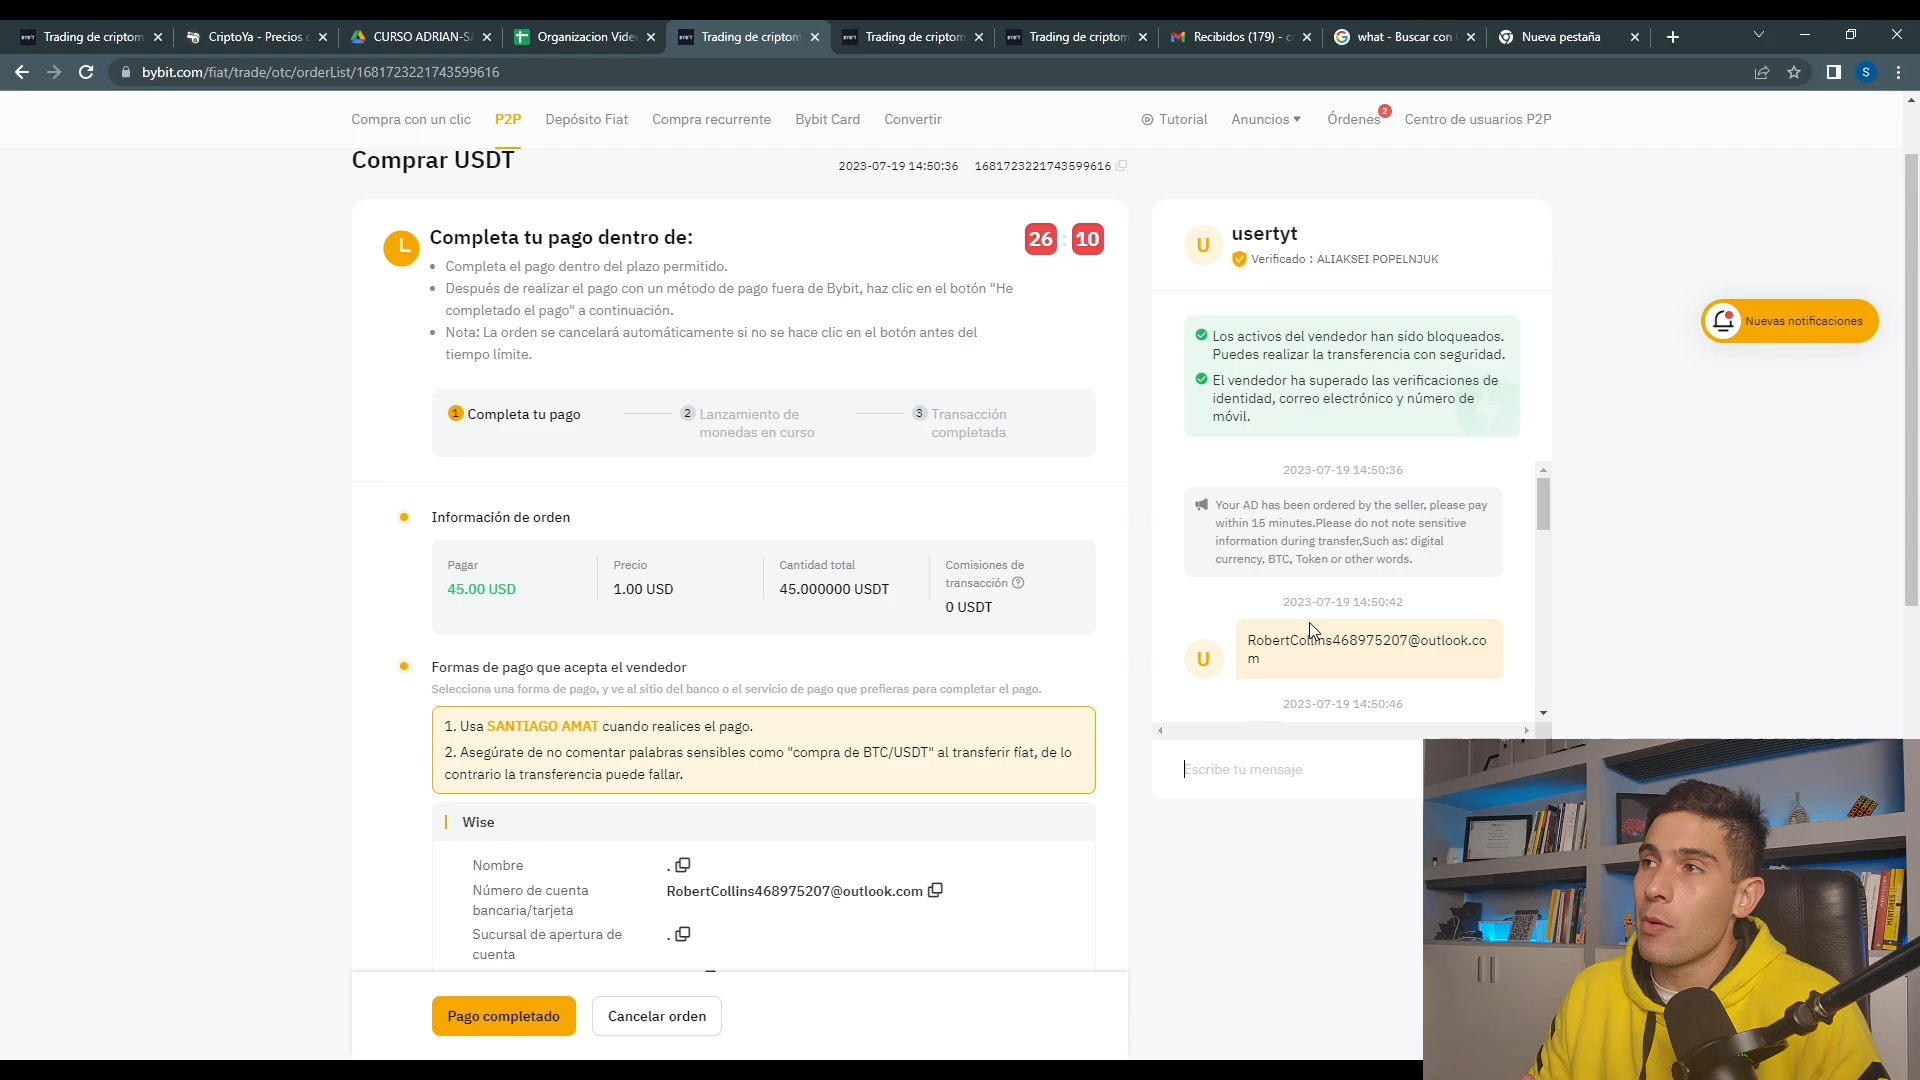 Trading de criptom
CriptoYa - Precios
CURSO ADRIAN-S
Organizacion Vide
Trading de criptom
Trading de criptom
Trading de criptom
Recibidos (179) - c
what - Buscar con
Nueva pestaña
bybit.com/fiat/trade/otc/orderList/1681723221743599616
S
Compra con un clic
P2P
Depósito Fiat
Compra recurrente
Bybit Card
Convertir
Tutorial
Anuncios
Órdenes
2
Centro de usuarios P2P
Comprar USDT
2023-07-19 14:50:36
1681723221743599616
Completa tu pago dentro de:
26 : 10
Completa el pago dentro del plazo permitido.
Después de realizar el pago con un método de pago fuera de Bybit, haz clic en el botón "He
completado el pago" a continuación.
Nota: La orden se cancelará automáticamente si no se hace clic en el botón antes del
tiempo límite.
1 Completa tu pago
2 Lanzamiento de
monedas en curso
3 Transacción
completada
Información de orden
Pagar
45.00 USD
Precio
1.00 USD
Cantidad total
45.000000 USDT
Comisiones de
transacción
0 USDT
Formas de pago que acepta el vendedor
Selecciona una forma de pago, y ve al sitio del banco o el servicio de pago que prefieras para completar el pago.
1. Usa SANTIAGO AMAT cuando realices el pago.
2. Asegúrate de no comentar palabras sensibles como "compra de BTC/USDT" al transferir fíat, de lo
contrario la transferencia puede fallar.
Wise
Nombre
.
Número de cuenta
bancaria/tarjeta
RobertCollins468975207@outlook.com
Sucursal de apertura de
cuenta
.
Pago completado
Cancelar orden
U
usertyt
Verificado : ALIAKSEI POPELNJUK
Los activos del vendedor han sido bloqueados.
Puedes realizar la transferencia con seguridad.
El vendedor ha superado las verificaciones de
identidad, correo electrónico y número de
móvil.
2023-07-19 14:50:36
Your AD has been ordered by the seller, please pay
within 15 minutes.Please do not note sensitive
information during transfer,Such as: digital
currency, BTC, Token or other words.
2023-07-19 14:50:42
U
RobertCollins468975207@outlook.co
m
2023-07-19 14:50:46
Escribe tu mensaje
Nuevas notificaciones